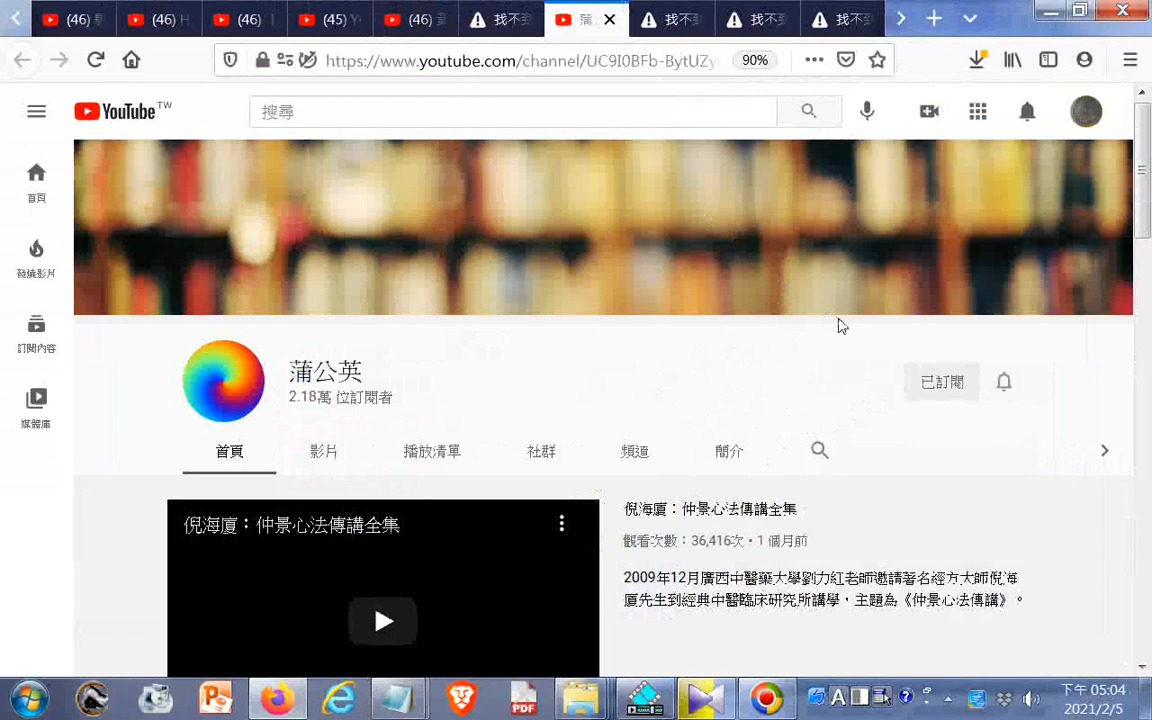 (46)
(46) H
(46)
(45) Y
(46)
找不到
蒲
找不到
找不到
找不到
https://www.youtube.com/channel/UC9I0BFb-BytUZy
90%
YouTube TW
搜尋
首頁
發燒影片
訂閱內容
媒體庫
蒲公英
2.18萬 位訂閱者
已訂閱
首頁
影片
播放清單
社群
頻道
簡介
倪海廈：仲景心法傳講全集
倪海廈：仲景心法傳講全集
觀看次數：36,416次・1 個月前
2009年12月廣西中醫藥大學劉力紅老師邀請著名經方大師倪海
廈先生到經典中醫臨床研究所講學，主題為《仲景心法傳講》。
PDF
A
下午 05:04
2021/2/5